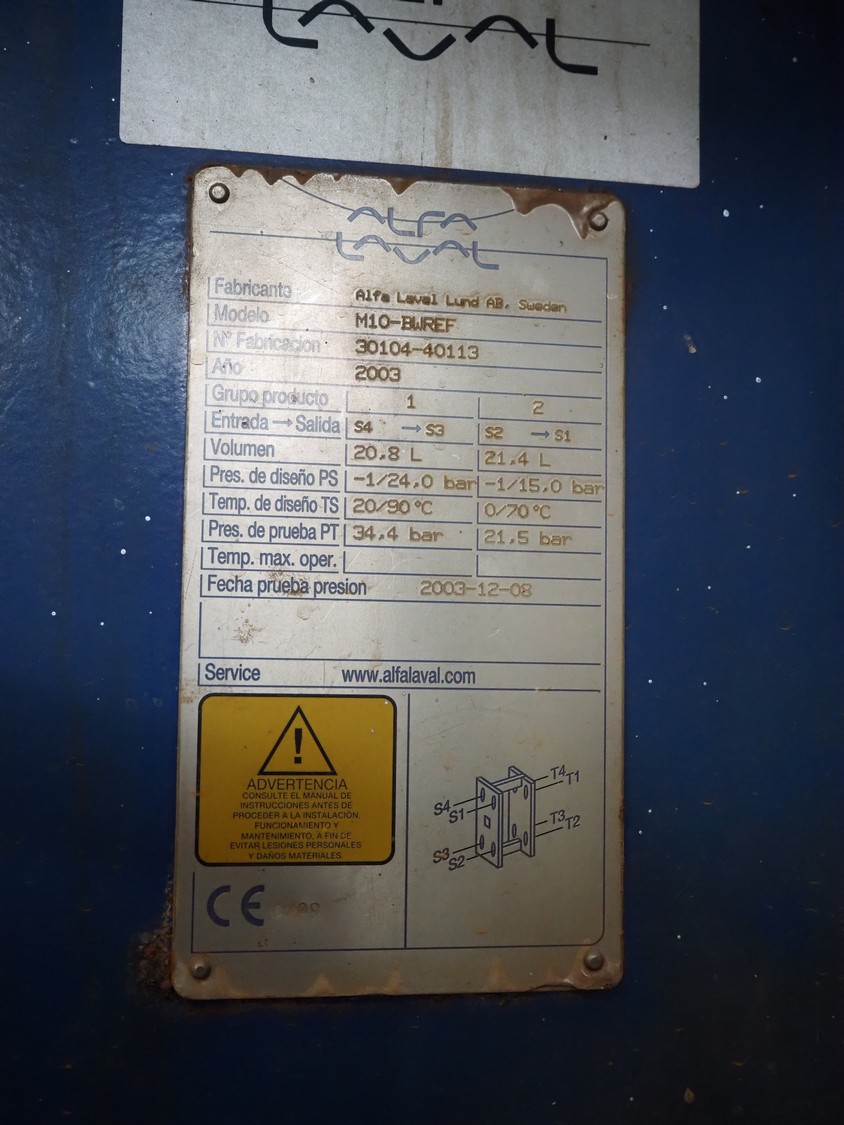 LAVAL
ALFA
LAVAL
Fabricante Alfa Laval Lund AB, Sweden
Modelo M10-BWREF
Nº Fabricacion 30104-40113
Año 2003
Grupo producto 1 2
Entrada → Salida S4 → S3 S2 → S1
Volumen 20,8 L 21,4 L
Pres. de diseño PS -1/24,0 bar -1/15,0 bar
Temp. de diseño TS 20/90 °C 0/70 °C
Pres. de prueba PT 34,4 bar 21,5 bar
Temp. max. oper.
Fecha prueba presion 2003-12-08
Service www.alfalaval.com
ADVERTENCIA
CONSULTE EL MANUAL DE
INSTRUCCIONES ANTES DE
PROCEDER A LA INSTALACIÓN,
FUNCIONAMIENTO Y
MANTENIMIENTO, A FIN DE
EVITAR LESIONES PERSONALES
Y DAÑOS MATERIALES.
T4 T1
S4 S1
T3 T2
S3 S2
CE